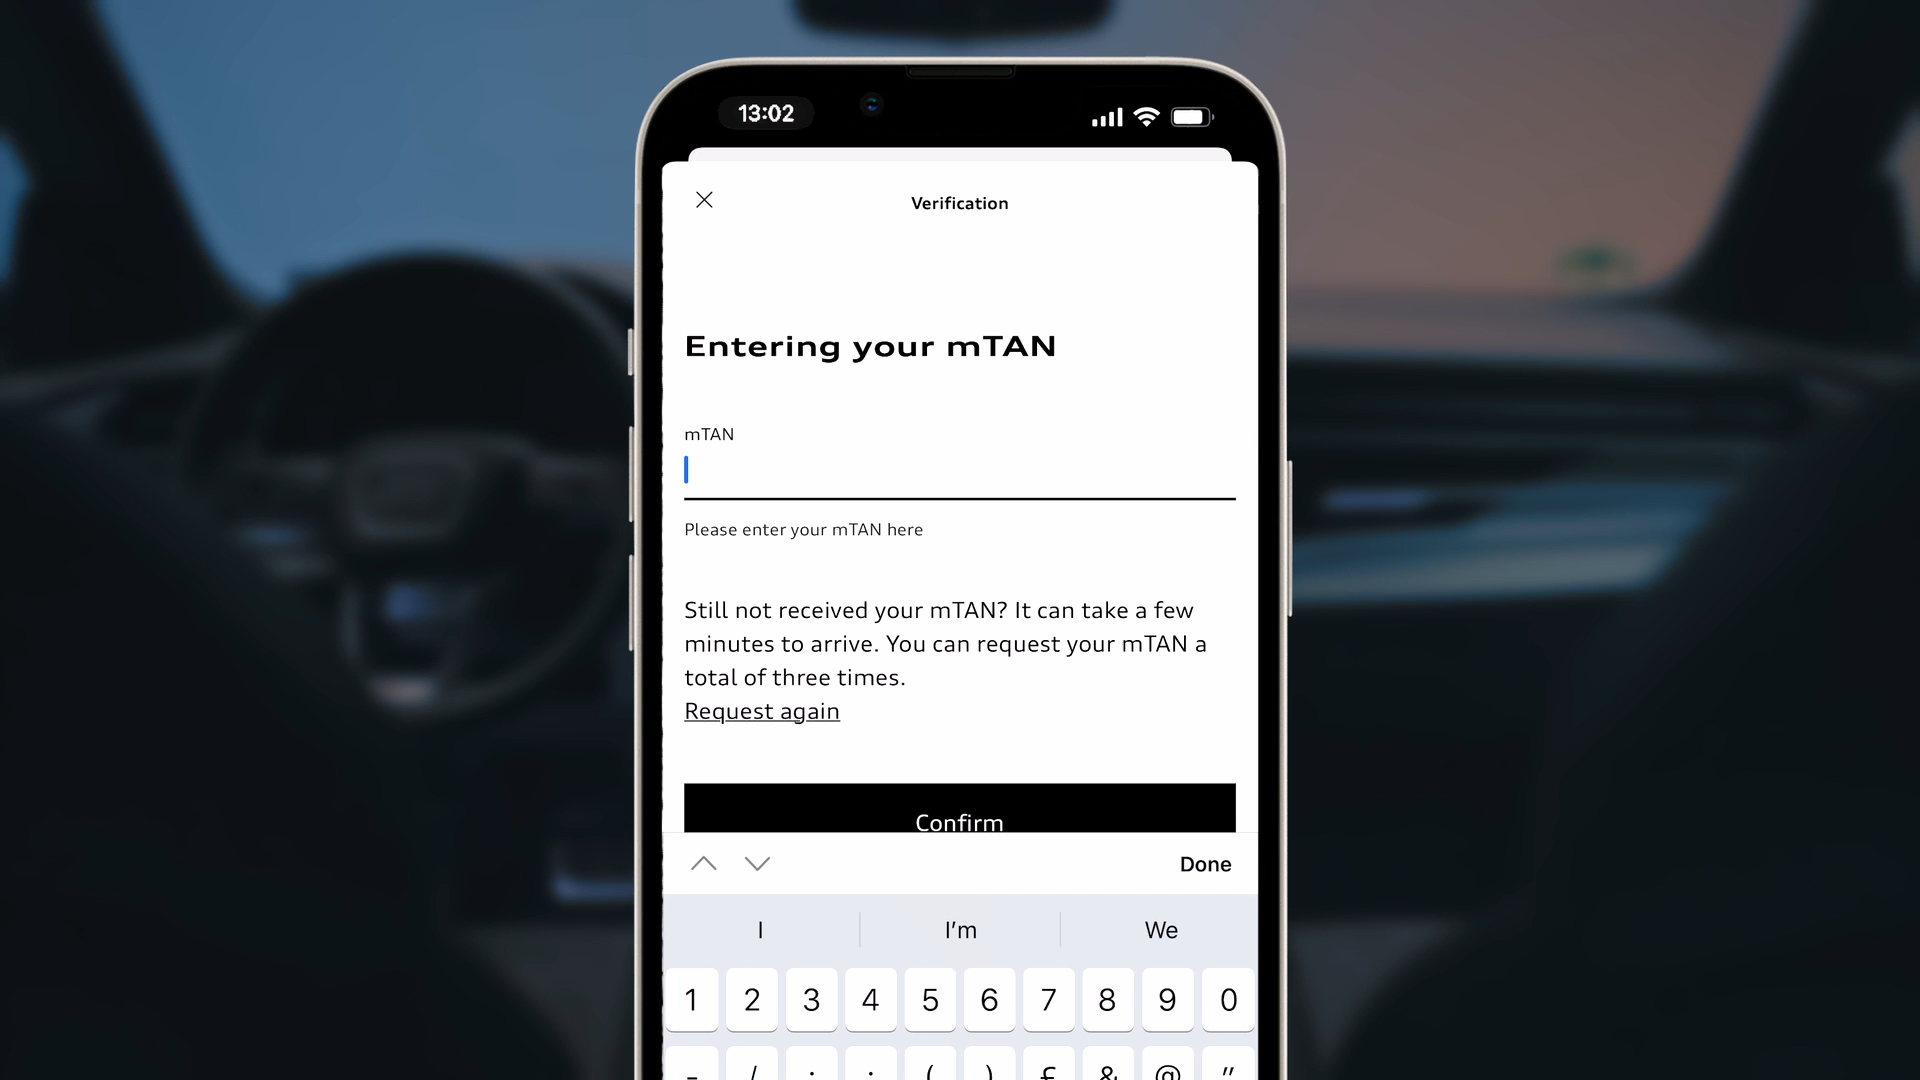 13:02
Verification
Entering your mTAN
mTAN
Please enter your mTAN here
Still not received your mTAN? It can take a few
minutes to arrive. You can request your mTAN a
total of three times.
Request again
Confirm
Done
I I’m We
1 2 3 4 5 6 7 8 9 0
- / : ; ( ) £ & @ "